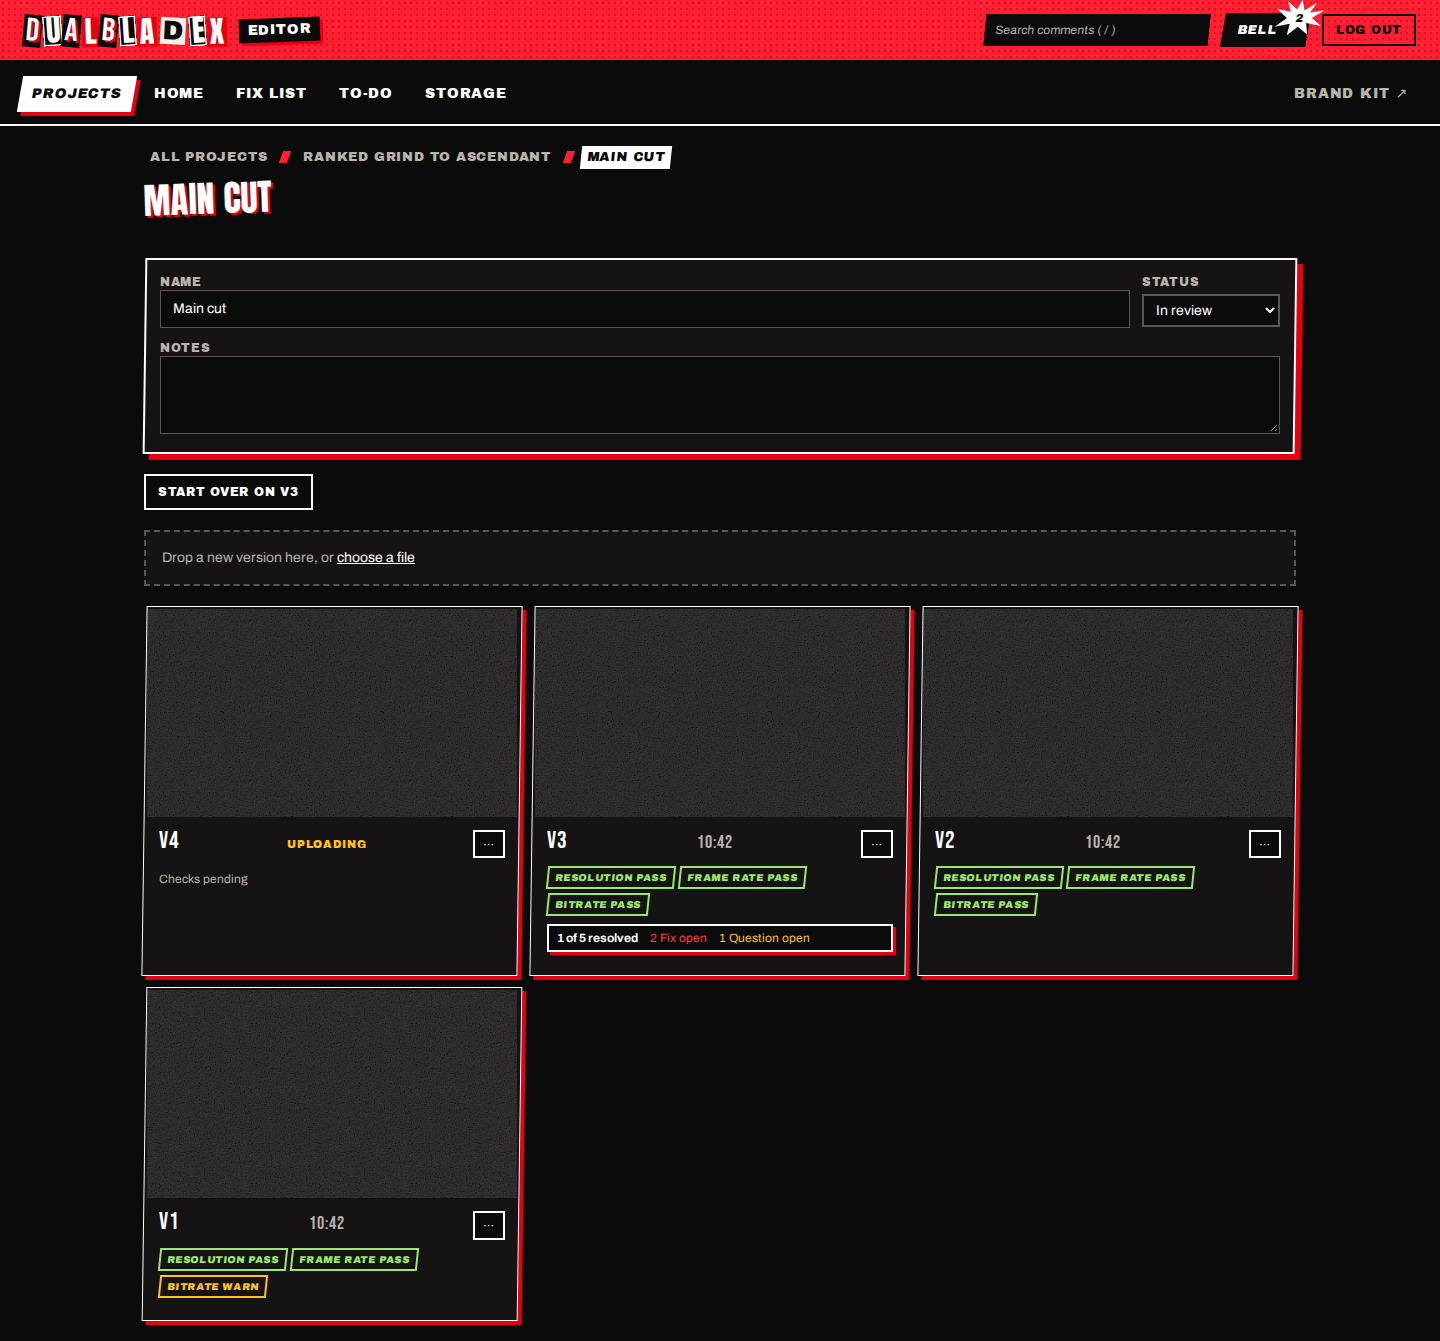 DUALBLADEX EDITOR Search comments ( / ) BELL 2 LOG OUT
PROJECTS HOME FIX LIST TO-DO STORAGE BRAND KIT ↗
ALL PROJECTS RANKED GRIND TO ASCENDANT MAIN CUT
MAIN CUT
NAME STATUS
Main cut In review
NOTES
START OVER ON V3
Drop a new version here, or choose a file
V4 UPLOADING ...
Checks pending
V3 10:42 ...
RESOLUTION PASS FRAME RATE PASS
BITRATE PASS
1 of 5 resolved 2 Fix open 1 Question open
V2 10:42 ...
RESOLUTION PASS FRAME RATE PASS
BITRATE PASS
V1 10:42 ...
RESOLUTION PASS FRAME RATE PASS
BITRATE WARN